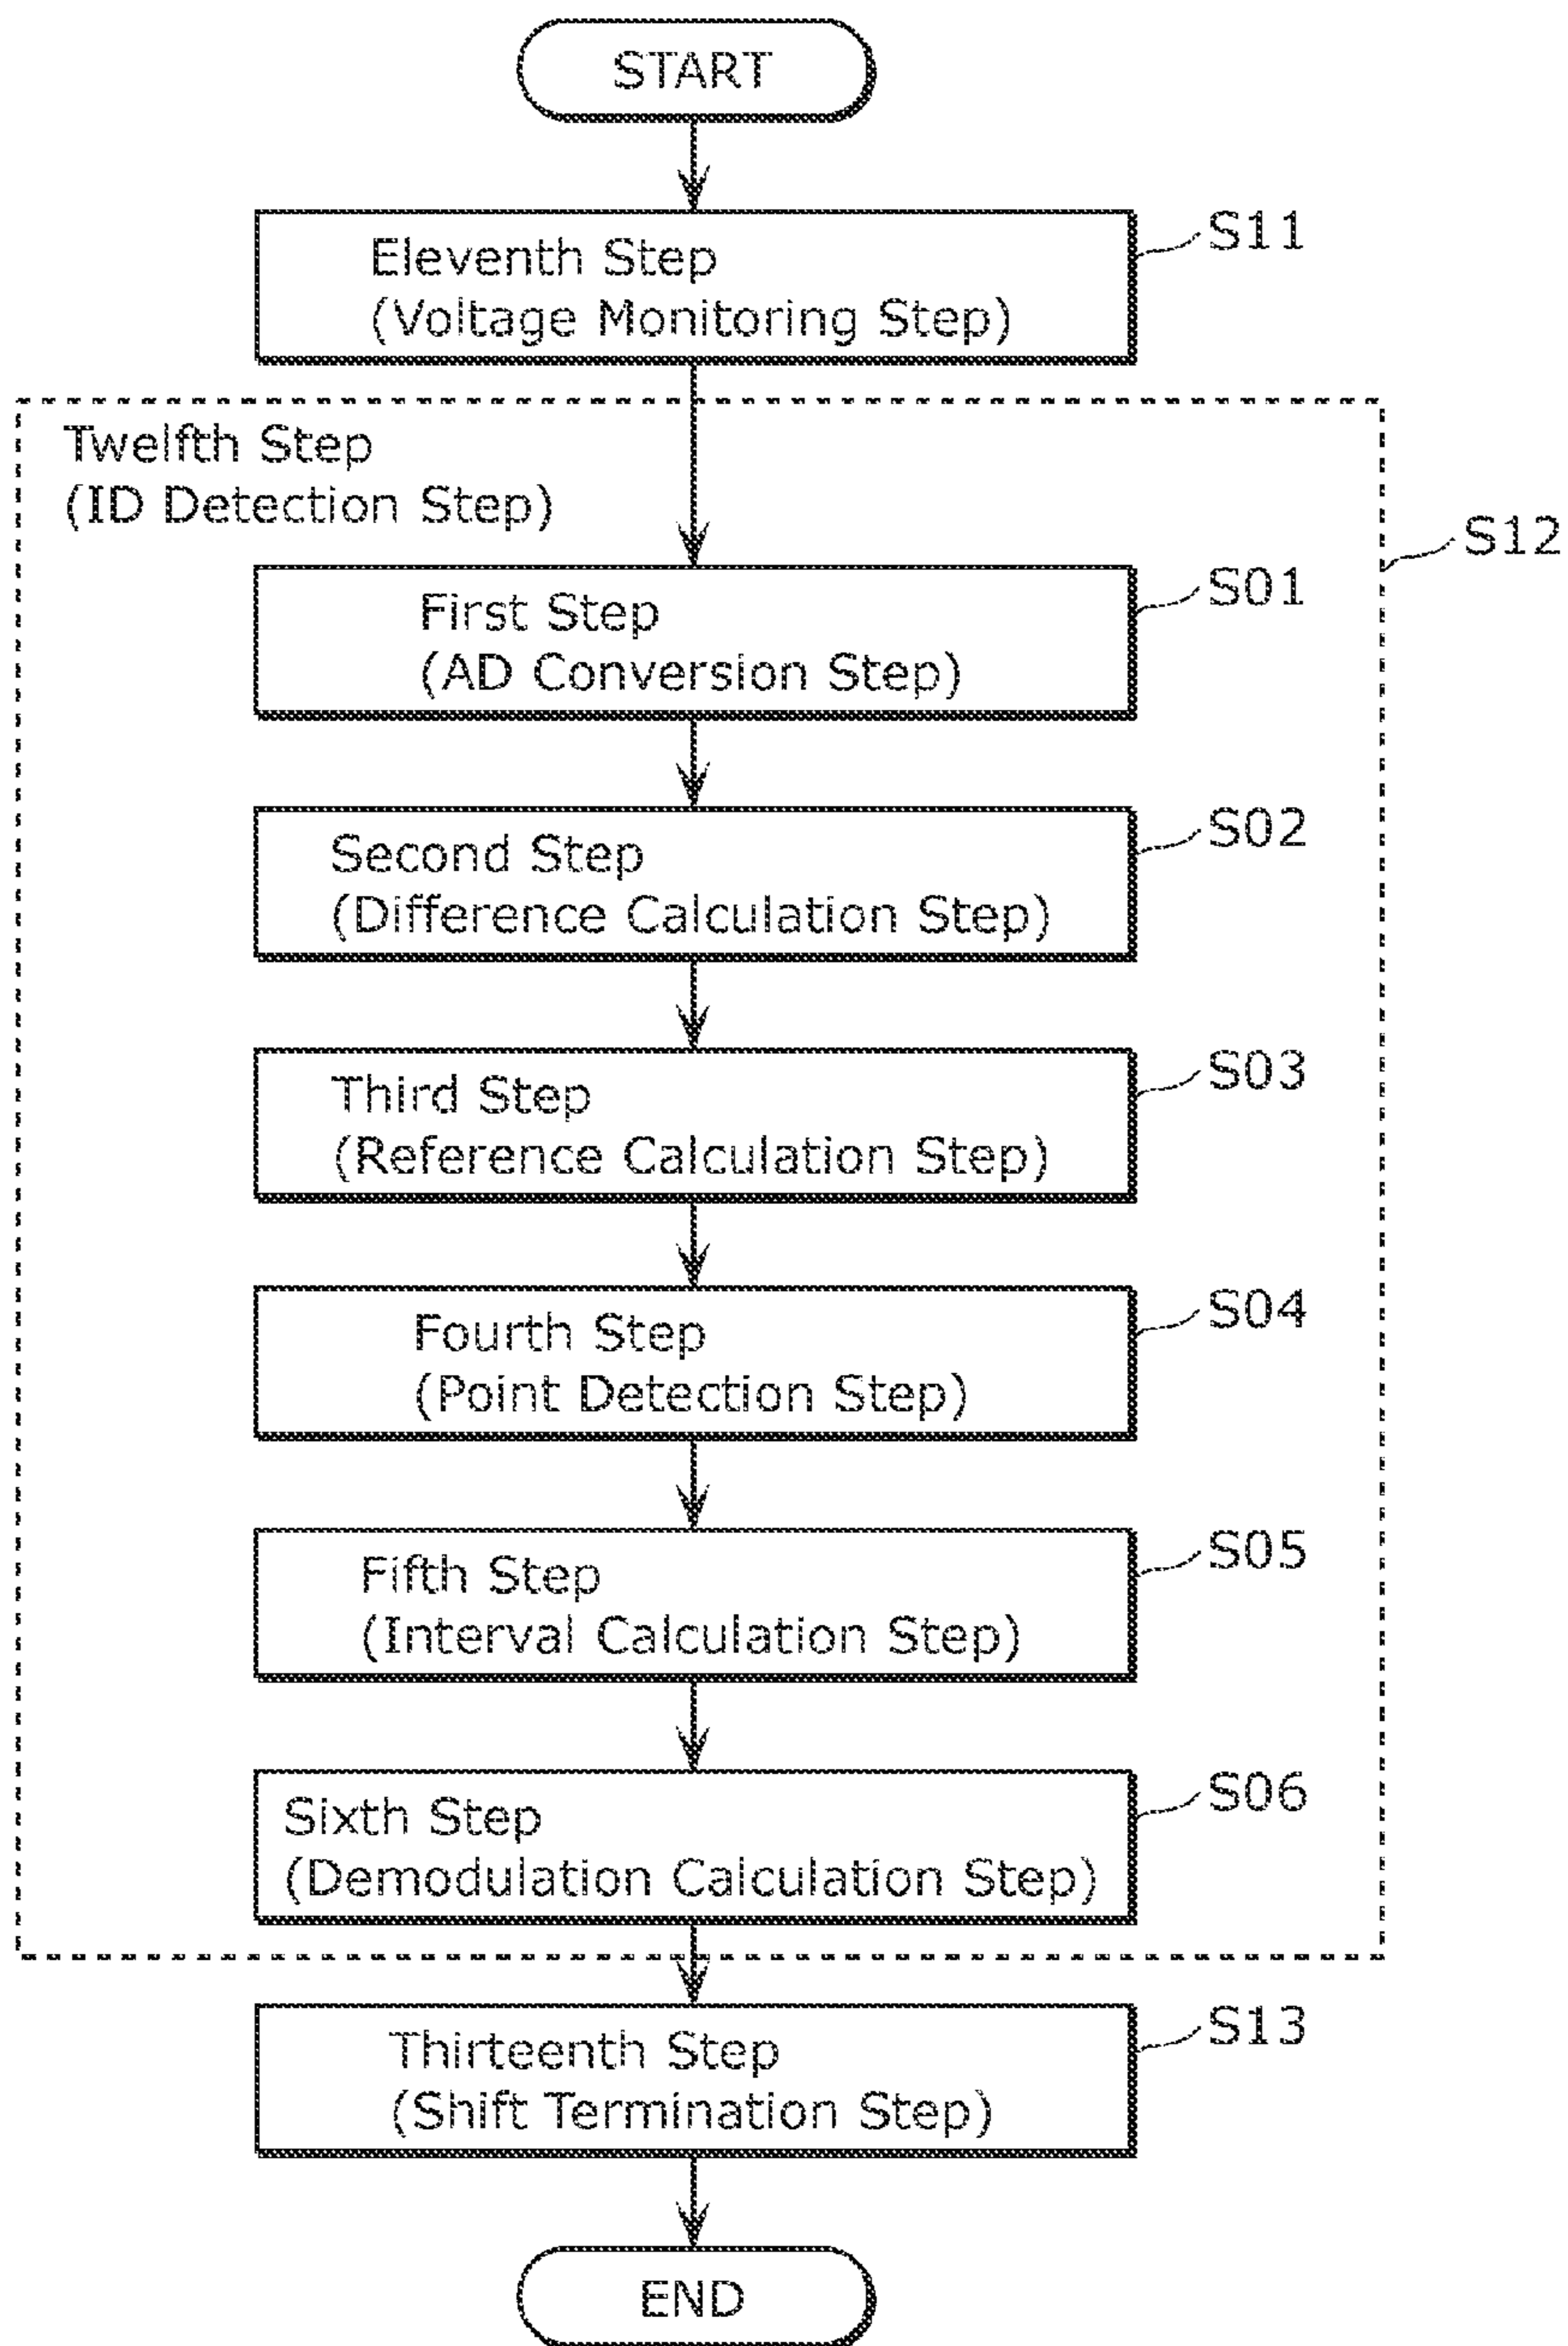 START
Eleventh Step
(Voltage Monitoring Step)
S11
Twelfth Step
(ID Detection Step)
S12
First Step
(AD Conversion Step)
S01
Second Step
(Difference Calculation Step)
S02
Third Step
(Reference Calculation Step)
S03
Fourth Step
(Point Detection Step)
S04
Fifth Step
(Interval Calculation Step)
S05
Sixth Step
(Demodulation Calculation Step)
S06
Thirteenth Step
(Shift Termination Step)
S13
END